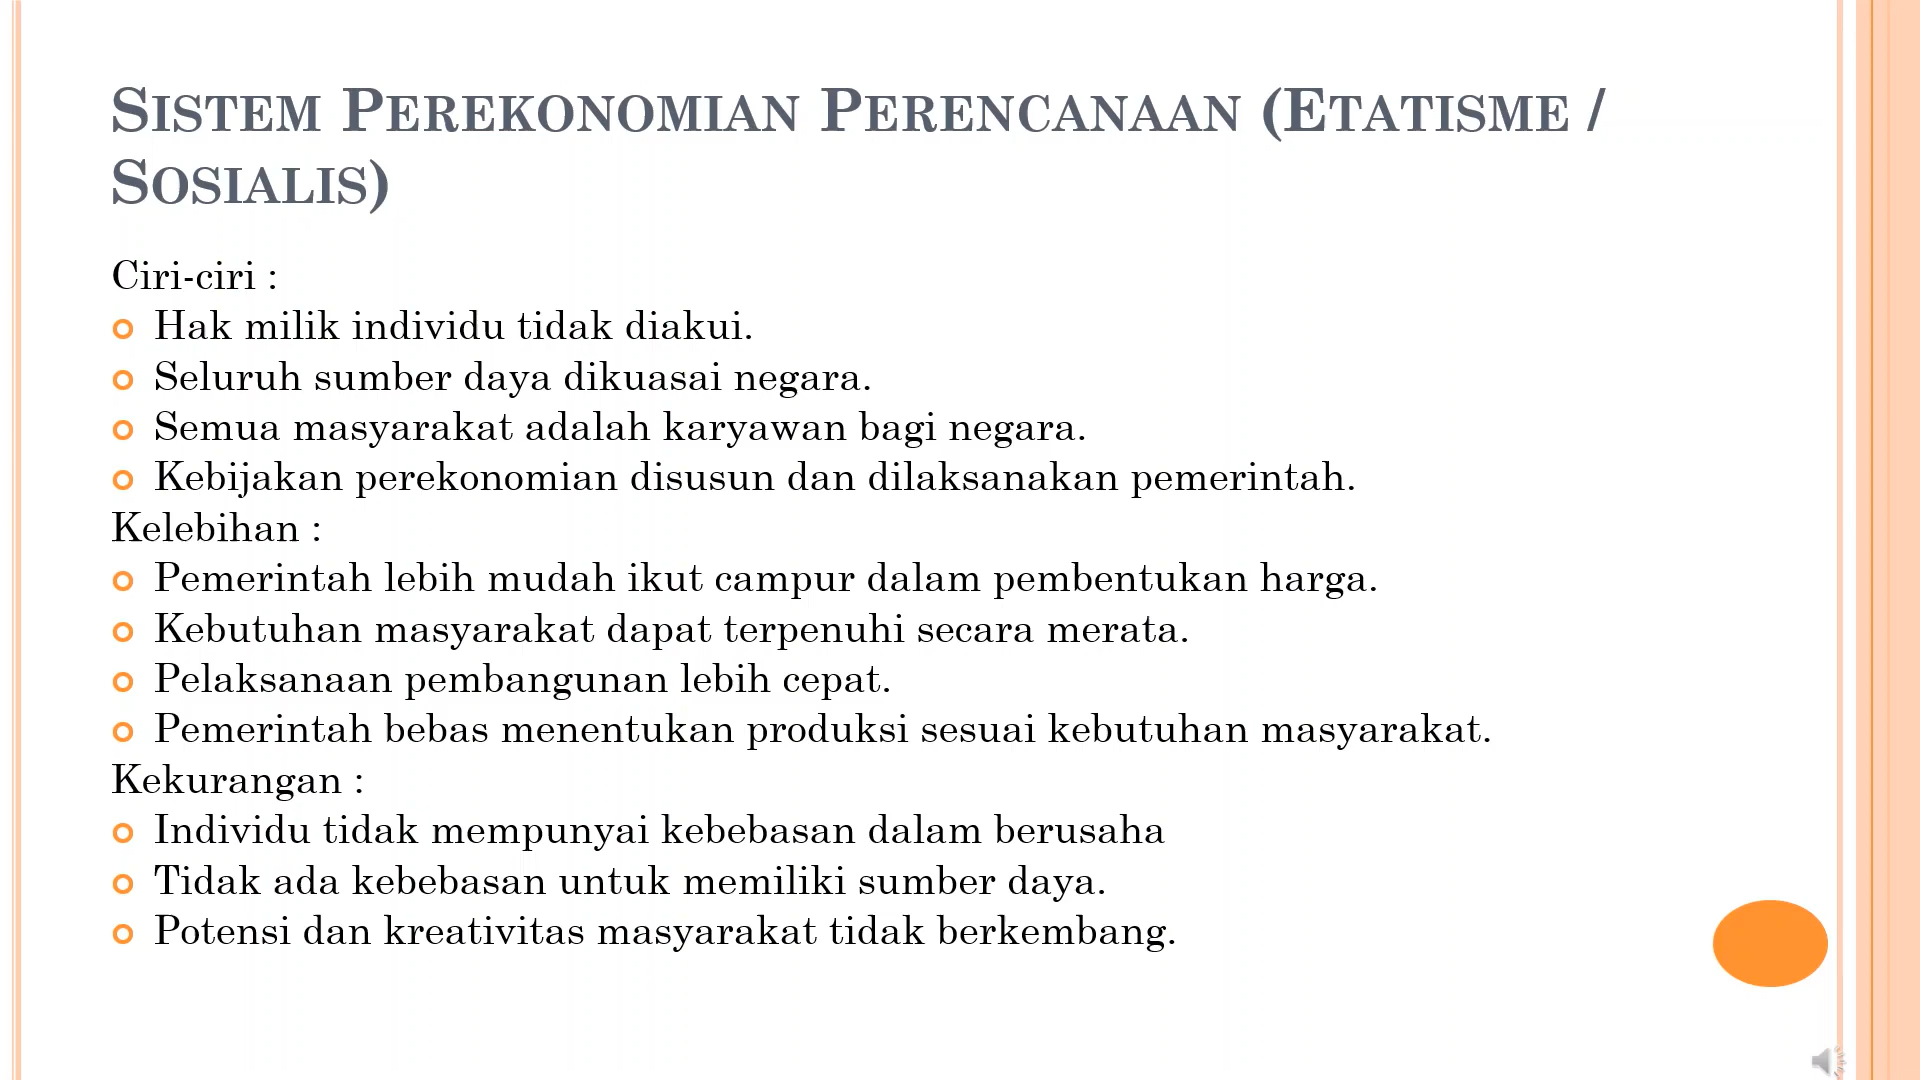 Sistem Perekonomian Perencanaan (Etatisme /
Sosialis)
Ciri-ciri :
Hak milik individu tidak diakui.
Seluruh sumber daya dikuasai negara.
Semua masyarakat adalah karyawan bagi negara.
Kebijakan perekonomian disusun dan dilaksanakan pemerintah.
Kelebihan :
Pemerintah lebih mudah ikut campur dalam pembentukan harga.
Kebutuhan masyarakat dapat terpenuhi secara merata.
Pelaksanaan pembangunan lebih cepat.
Pemerintah bebas menentukan produksi sesuai kebutuhan masyarakat.
Kekurangan :
Individu tidak mempunyai kebebasan dalam berusaha
Tidak ada kebebasan untuk memiliki sumber daya.
Potensi dan kreativitas masyarakat tidak berkembang.